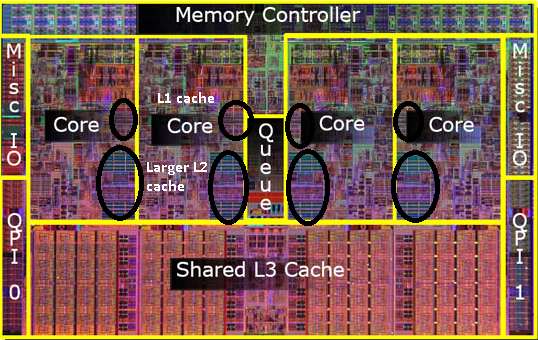 Memory Controller
Misc IO
Misc IO
L1 cache
Core
Core
Core
Core
Queue
Larger L2
cache
QPI 0
QPI 1
Shared L3 Cache